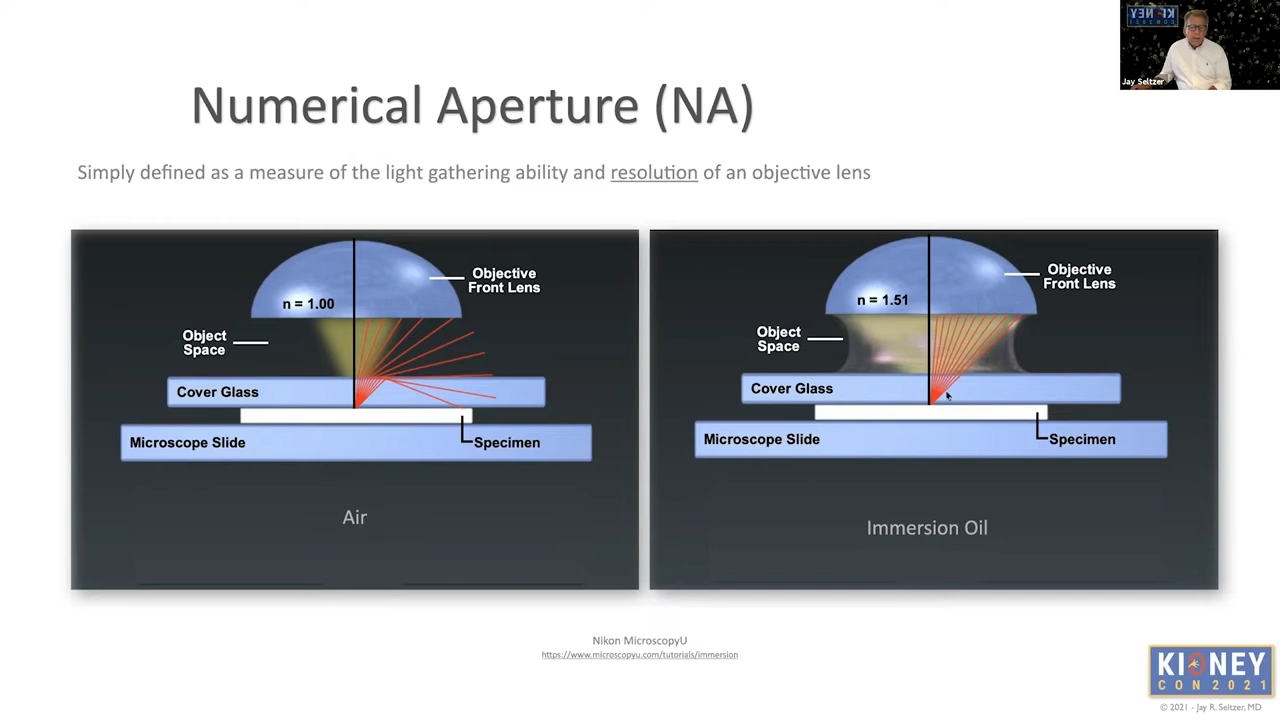 KIDNEY
CON 2021
Jay Seltzer
Numerical Aperture (NA)
Simply defined as a measure of the light gathering ability and resolution of an objective lens
n = 1.00
Objective
Front Lens
Object
Space
Cover Glass
Microscope Slide
Specimen
Air
n = 1.51
Objective
Front Lens
Object
Space
Cover Glass
Microscope Slide
Specimen
Immersion Oil
Nikon MicroscopyU
https://www.microscopyu.com/tutorials/immersion
KIDNEY
CON 2021
© 2021 - Jay R. Seltzer, MD